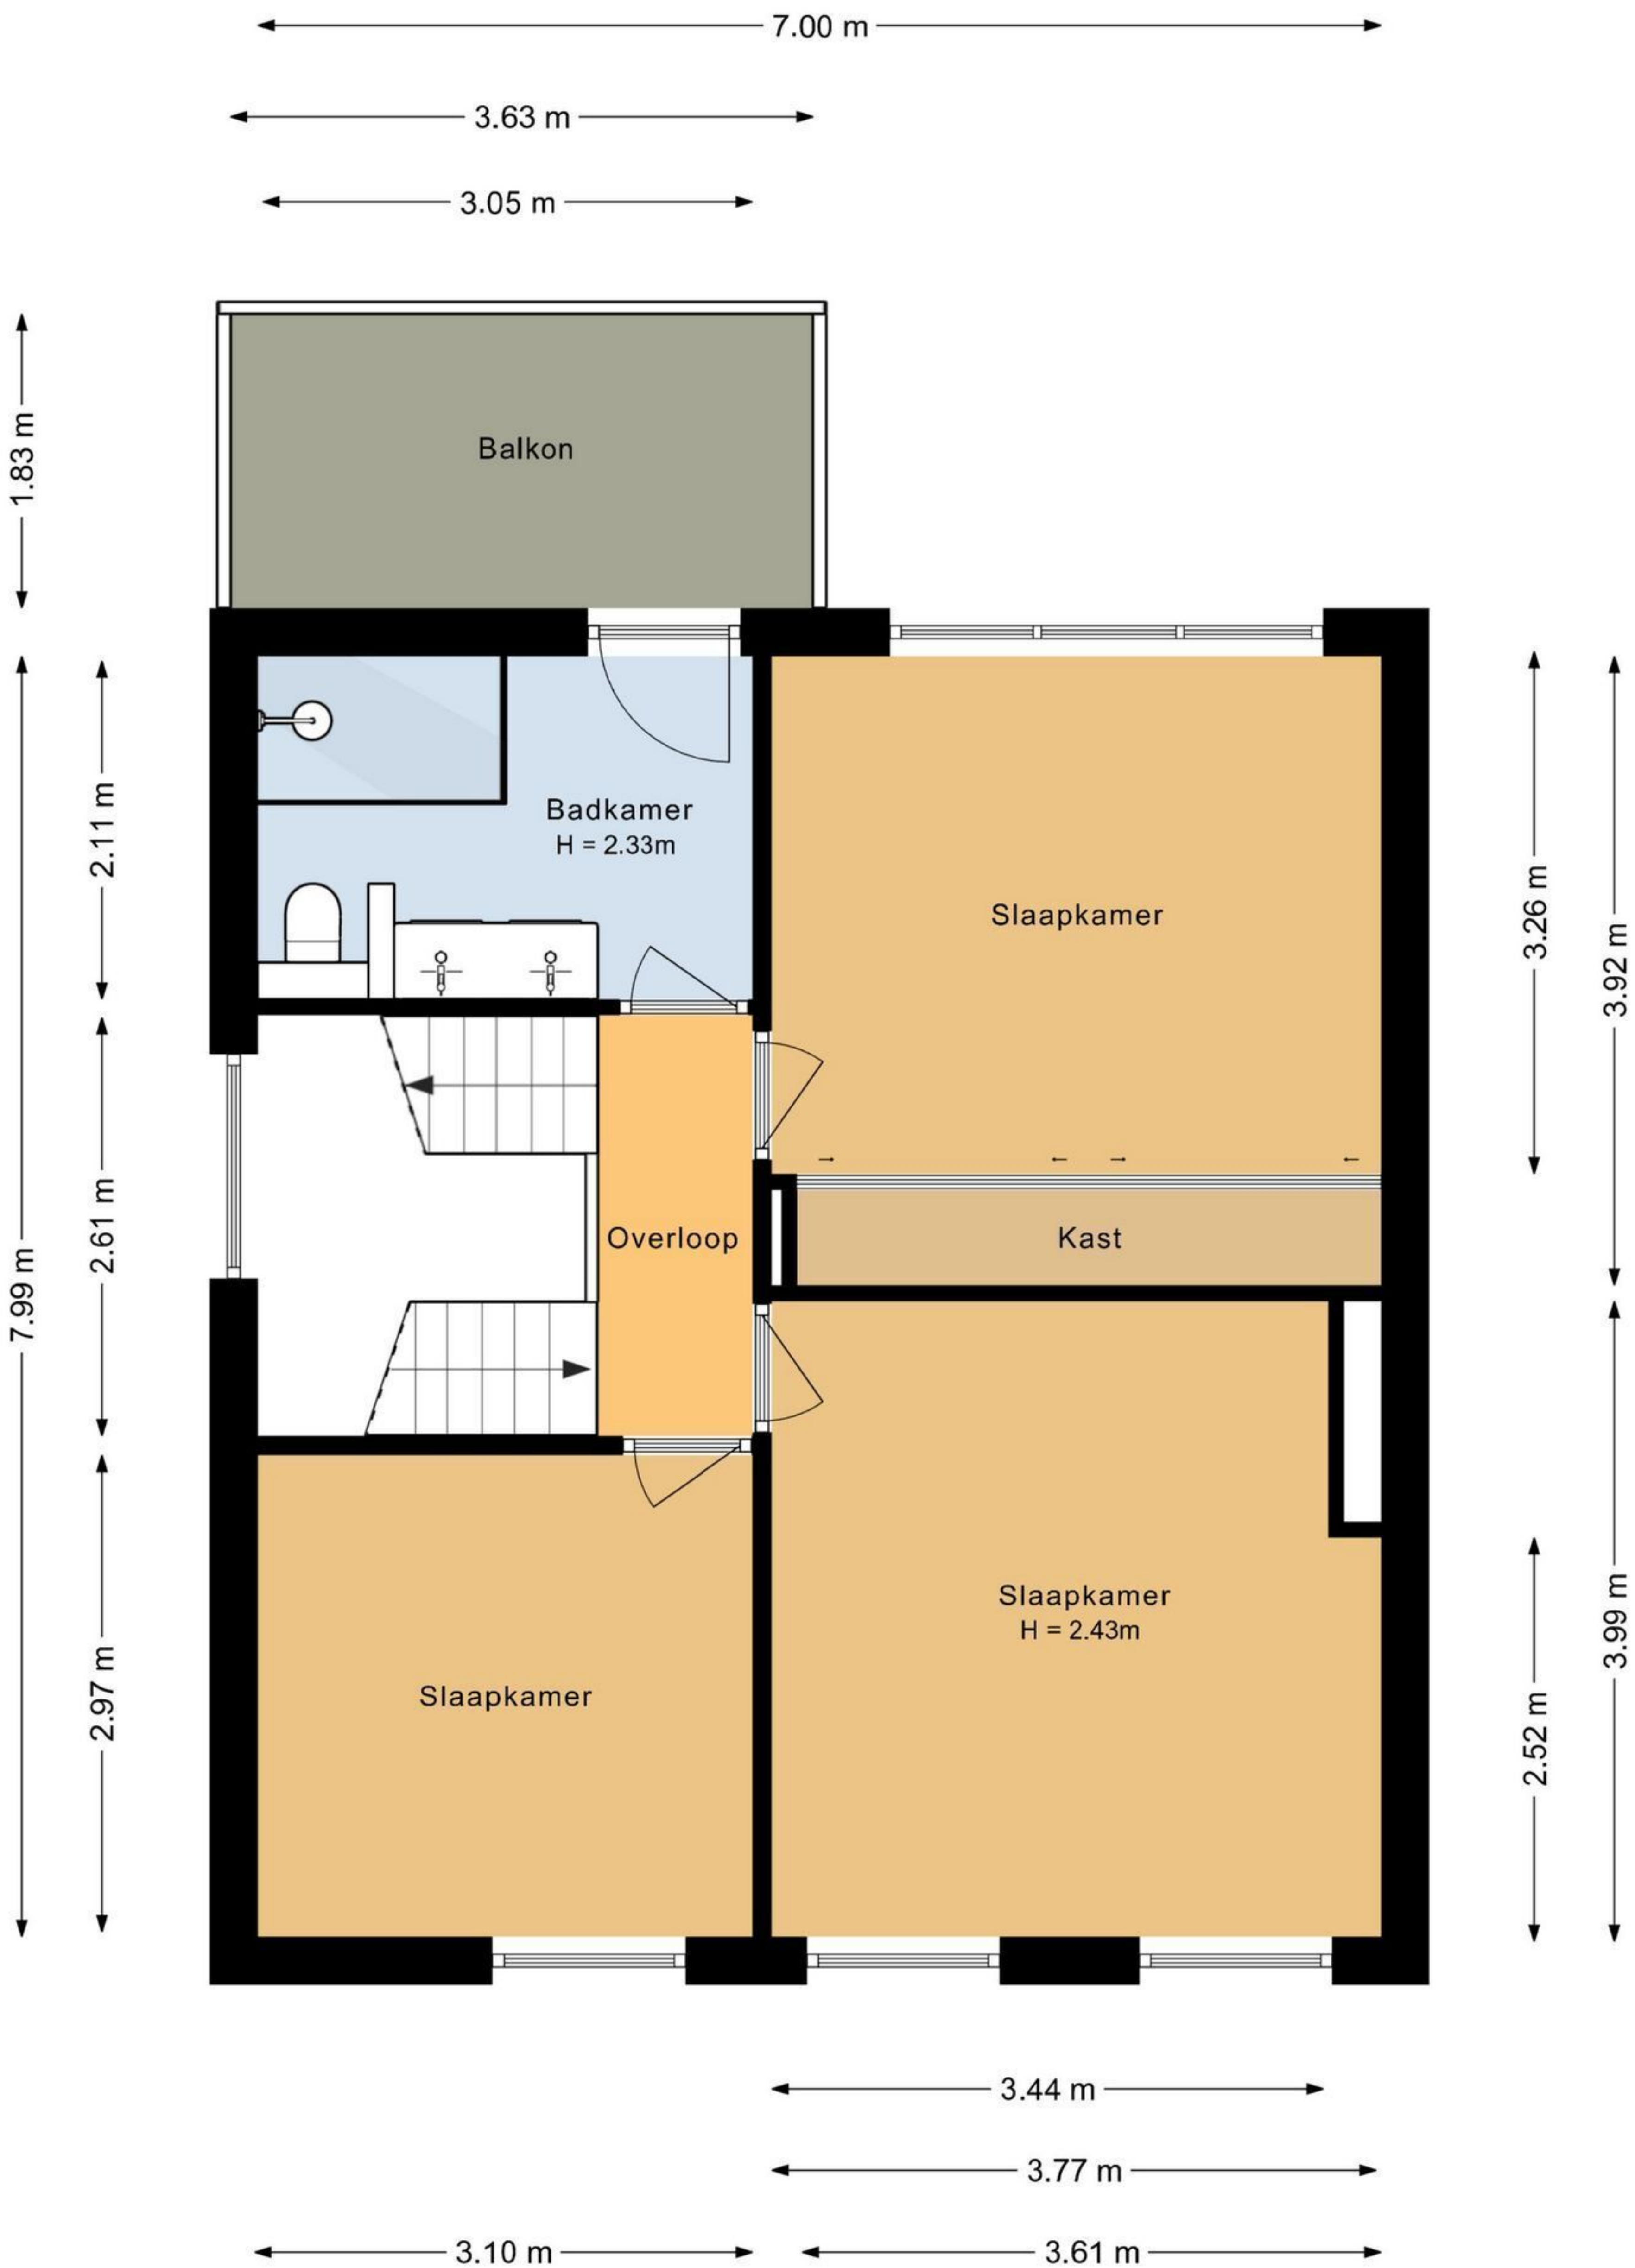 7.00 m
3.63 m
3.05 m
1.83 m
Balkon
Badkamer
H = 2.33m
2.11 m
Slaapkamer
3.26 m
3.92 m
2.61 m
7.99 m
Overloop
Kast
Slaapkamer
H = 2.43m
3.99 m
2.97 m
Slaapkamer
2.52 m
3.44 m
3.77 m
3.10 m
3.61 m